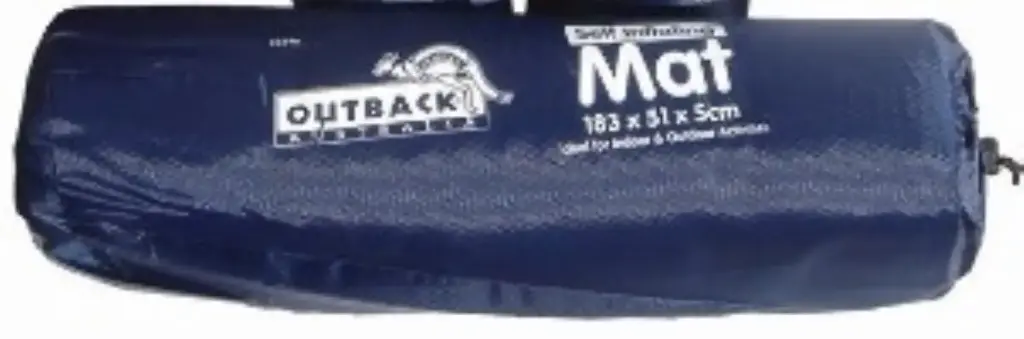 OUTBACK
AUSTRALIA
Self Inflating
Mat
183 x 51 x 5cm
Ideal for Indoor & Outdoor Activities